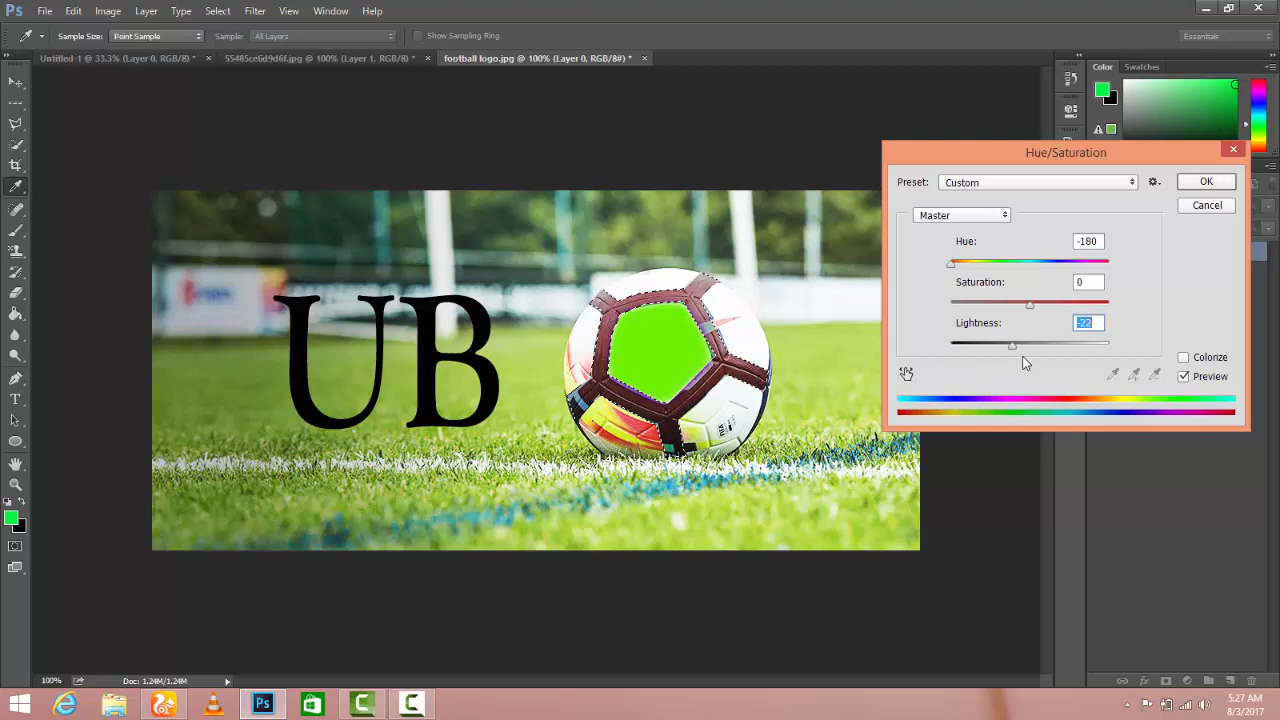 Ps File Edit Image Layer Type Select Filter View Window Help
Sample Size: Point Sample Sample: All Layers Show Sampling Ring Essentials
Untitled-1 @ 33.3% (Layer 0, RGB/8) * × 55485ce6d9d6f.jpg @ 100% (Layer 1, RGB/8) * × football logo.jpg @ 100% (Layer 0, RGB/8#) * ×
Color Swatches
Hue/Saturation
Preset: Custom OK
Cancel
Master
Hue: -180
Saturation: 0
Lightness: -22
Colorize
Preview
UB
100% Doc: 1.24M/1.24M
Ps
5:27 AM
8/3/2017